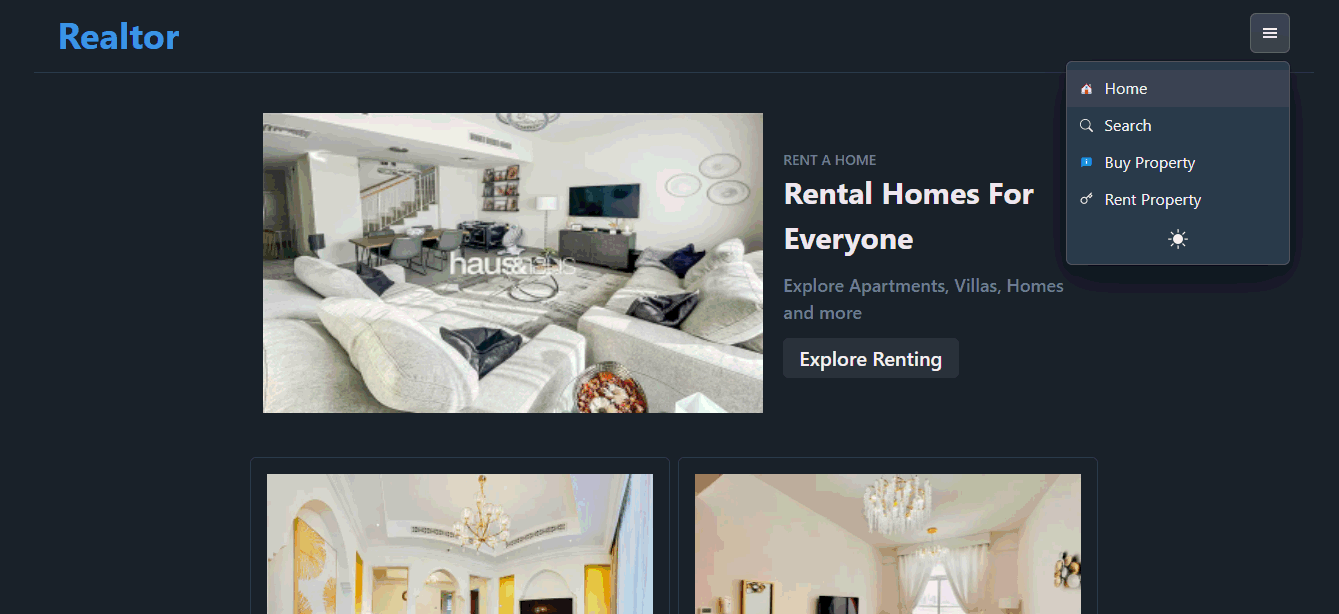 Realtor
Home
Search
Buy Property
Rent Property
RENT A HOME
Rental Homes For
Everyone
Explore Apartments, Villas, Homes
and more
Explore Renting
haus&haus